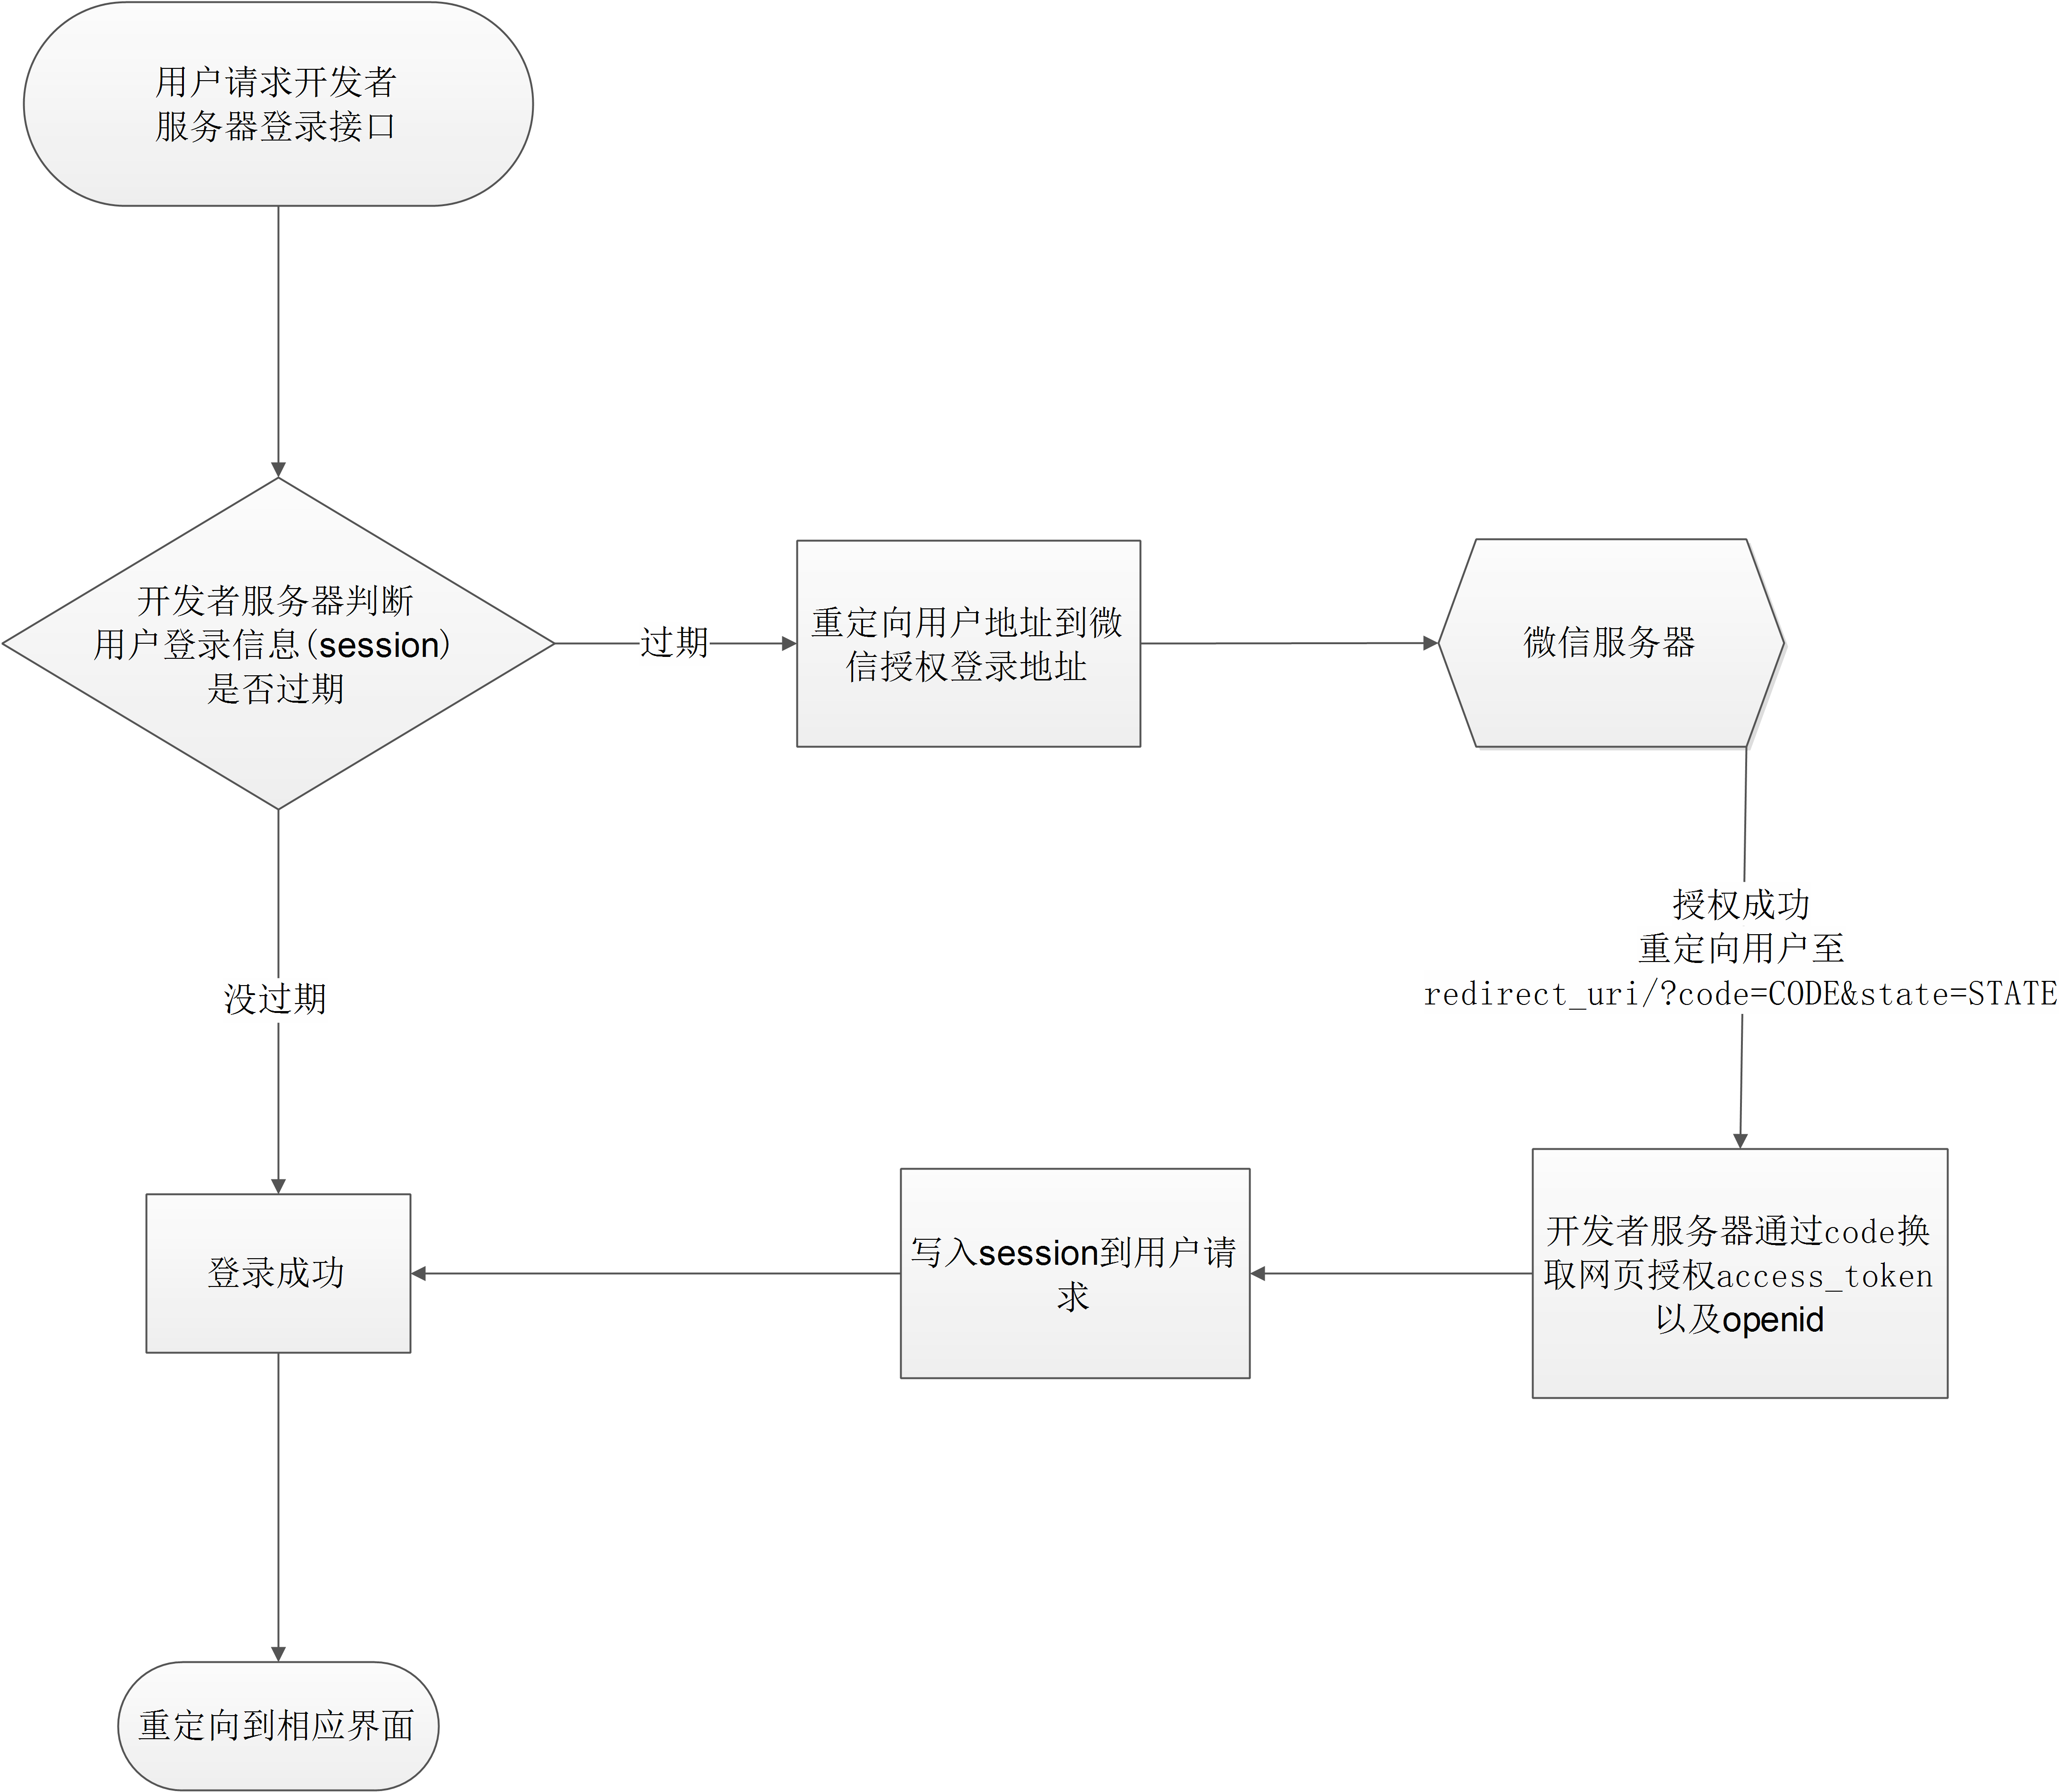 用户请求开发者
服务器登录接口
开发者服务器判断
用户登录信息(session)
是否过期
过期
重定向用户地址到微
信授权登录地址
微信服务器
授权成功
重定向用户至
redirect_uri/?code=CODE&state=STATE
没过期
开发者服务器通过code换
取网页授权access_token
以及openid
写入session到用户请
求
登录成功
重定向到相应界面